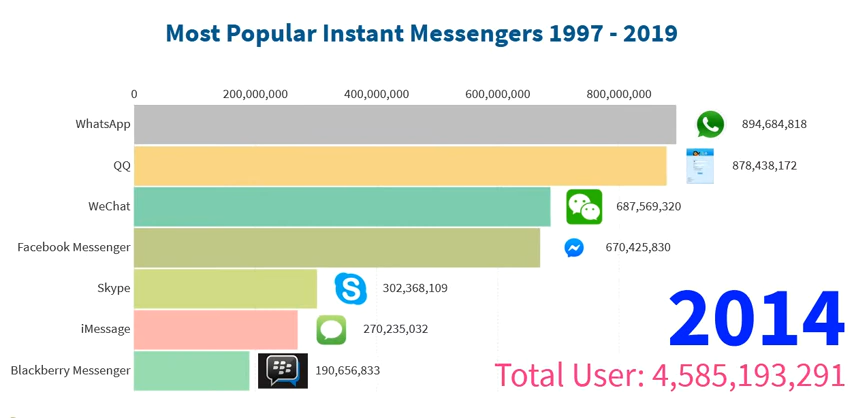 Most Popular Instant Messengers 1997 - 2019
0 200,000,000 400,000,000 600,000,000 800,000,000
WhatsApp 894,684,818
QQ 878,438,172
WeChat 687,569,320
Facebook Messenger 670,425,830
Skype 302,368,109
iMessage 270,235,032
Blackberry Messenger 190,656,833
2014
Total User: 4,585,193,291